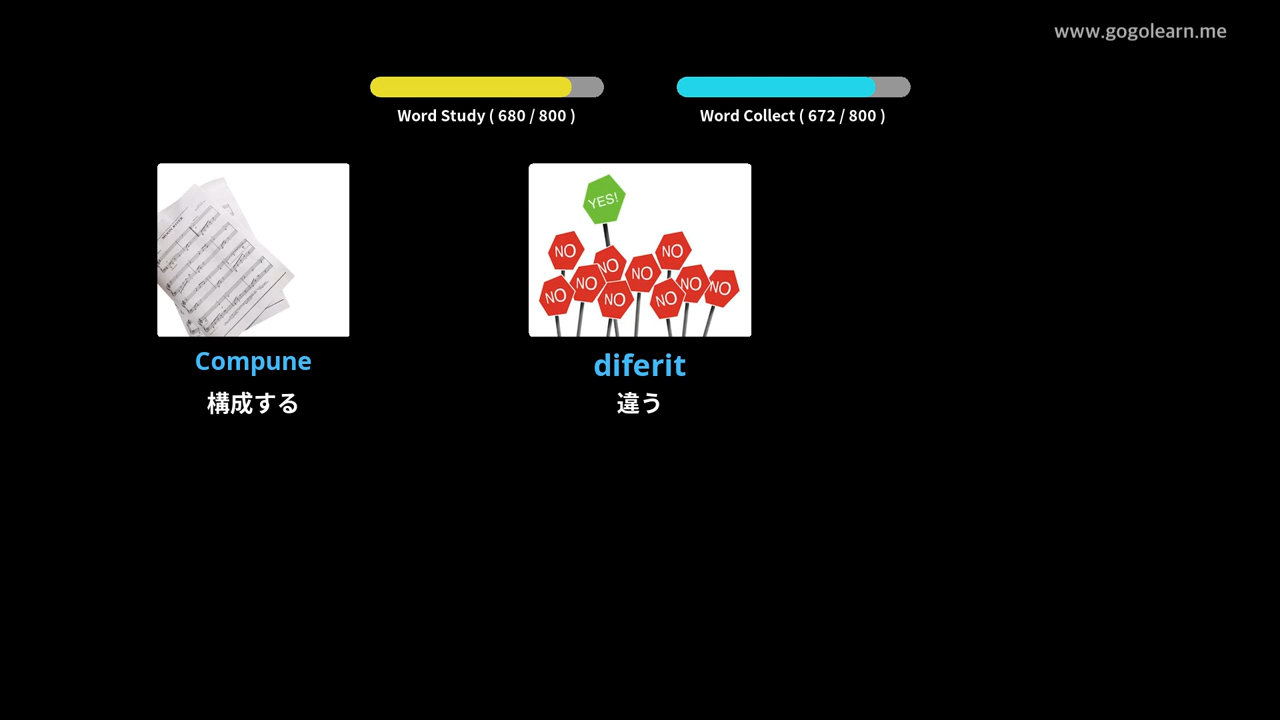 www.gogolearn.me
Word Study ( 680 / 800 )
Word Collect ( 672 / 800 )
YES!
NO
NO
NO
NO
NO
NO
NO
NO
NO
NO
Compune
構成する
diferit
違う